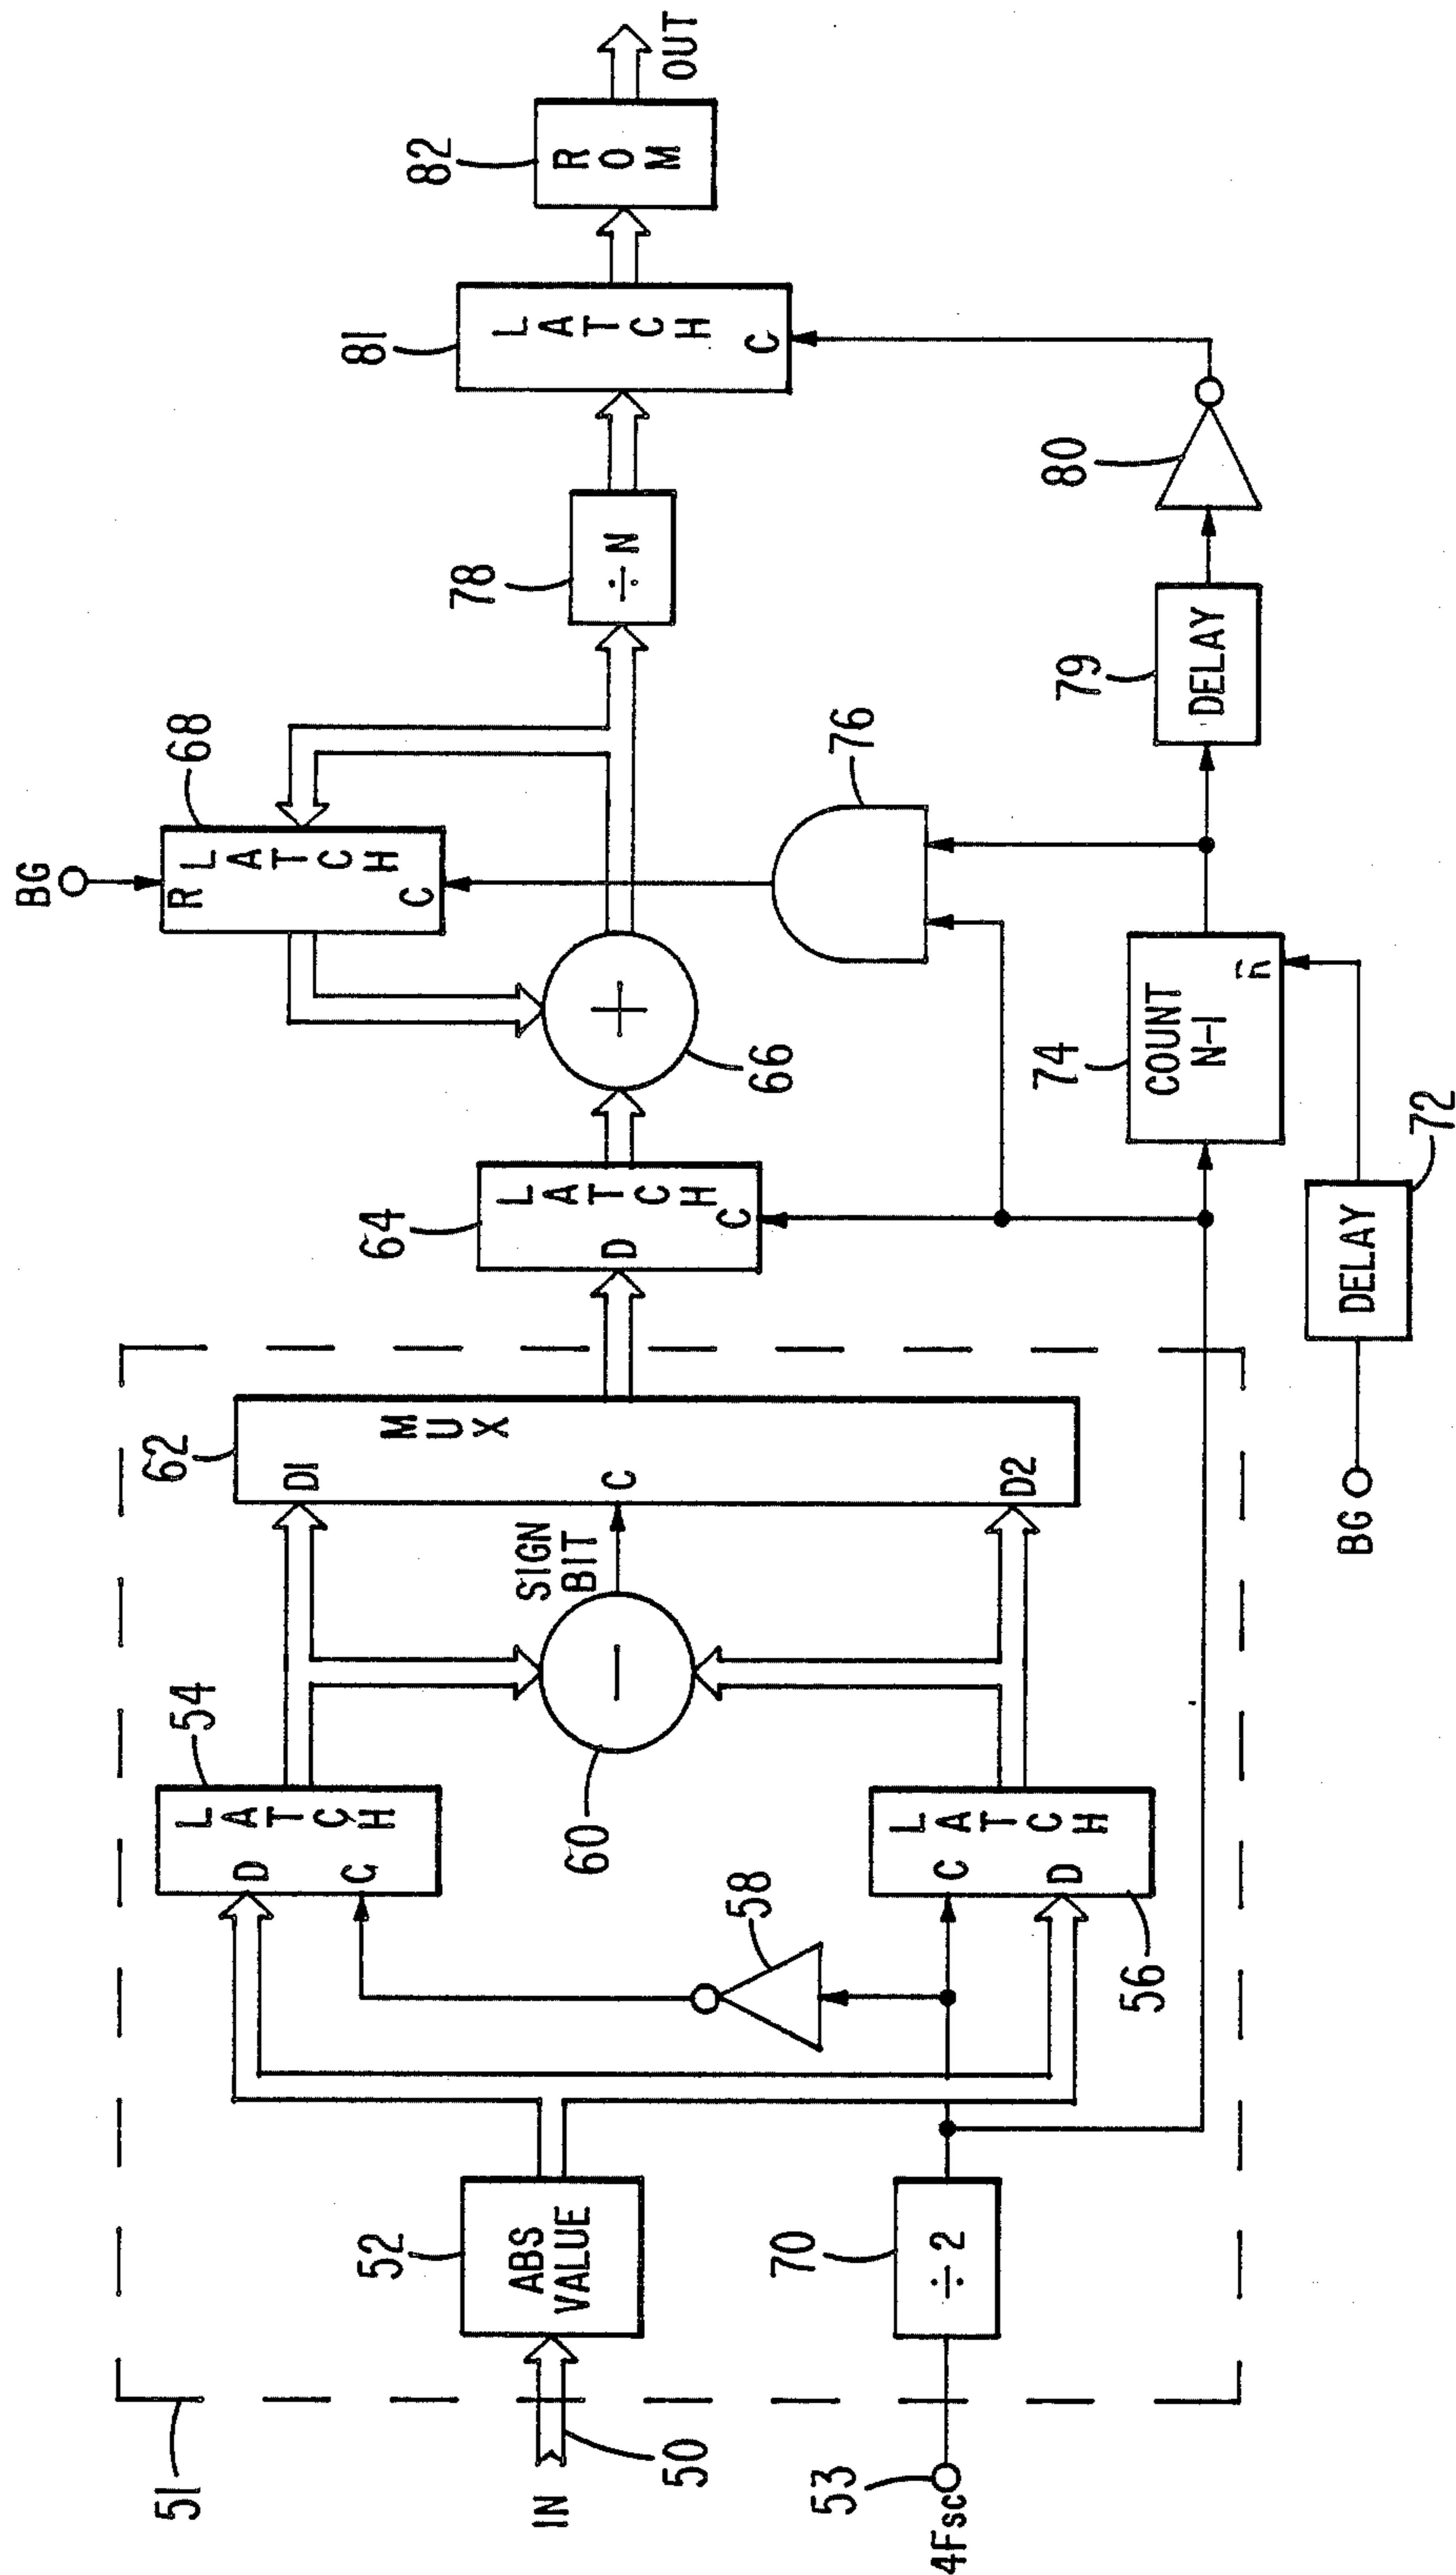 51
IN
50
52
ABS
VALUE
4Fsc
53
70
÷2
D
C
LATCH
54
58
C
D
LATCH
56
60
SIGN
BIT
62
D1
C
D2
MUX
64
D
LATCH
C
66
BG
R
LATCH
C
68
76
BG
72
DELAY
74
COUNT
N-1
79
DELAY
80
78
÷N
81
LATCH
C
82
ROM
OUT